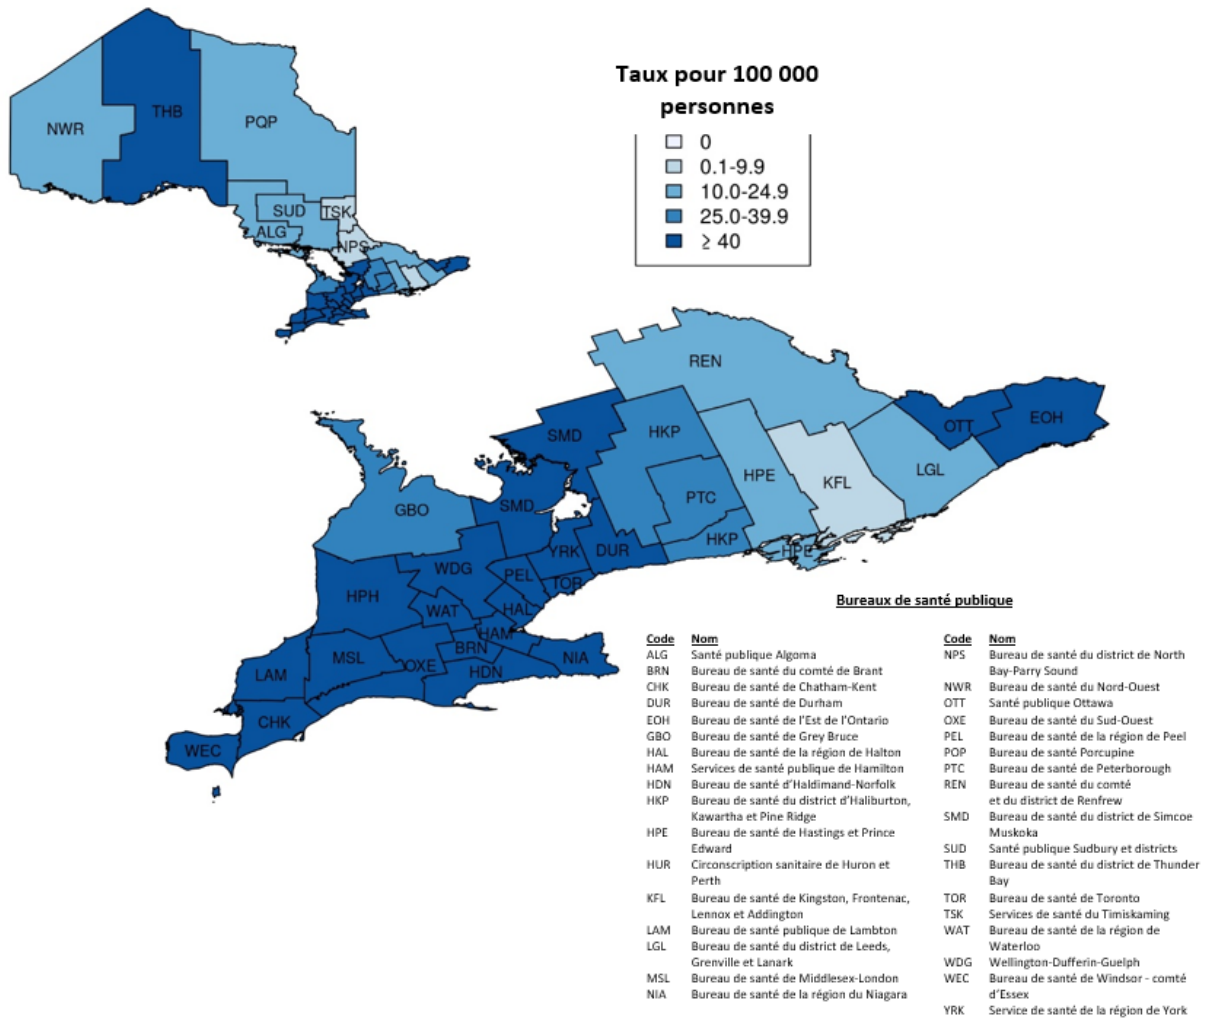 Taux pour 100 000
personnes
0
0.1-9.9
10.0-24.9
25.0-39.9
≥ 40
NWR
THB
PQP
SUD
TSK
ALG
NPS
REN
SMD
HKP
OTT
EOH
HPE
KFL
LGL
PTC
GBO
SMD
HKP
YRK
DUR
HPE
WDG
PEL
TOR
HPH
WAT
HAL
HAM
MSL
OXE
BRN
NIA
LAM
HDN
CHK
WEC
Bureaux de santé publique
Code Nom
ALG Santé publique Algoma
BRN Bureau de santé du comté de Brant
CHK Bureau de santé de Chatham-Kent
DUR Bureau de santé de Durham
EOH Bureau de santé de l'Est de l'Ontario
GBO Bureau de santé de Grey Bruce
HAL Bureau de santé de la région de Halton
HAM Services de santé publique de Hamilton
HDN Bureau de santé d'Haldimand-Norfolk
HKP Bureau de santé du district d'Haliburton,
Kawartha et Pine Ridge
HPE Bureau de santé de Hastings et Prince
Edward
HUR Circonscription sanitaire de Huron et
Perth
KFL Bureau de santé de Kingston, Frontenac,
Lennox et Addington
LAM Bureau de santé publique de Lambton
LGL Bureau de santé du district de Leeds,
Grenville et Lanark
MSL Bureau de santé de Middlesex-London
NIA Bureau de santé de la région du Niagara
Code Nom
NPS Bureau de santé du district de North
Bay-Parry Sound
NWR Bureau de santé du Nord-Ouest
OTT Santé publique Ottawa
OXE Bureau de santé du Sud-Ouest
PEL Bureau de santé de la région de Peel
POP Bureau de santé Porcupine
PTC Bureau de santé de Peterborough
REN Bureau de santé du comté
et du district de Renfrew
SMD Bureau de santé du district de Simcoe
Muskoka
SUD Santé publique Sudbury et districts
THB Bureau de santé du district de Thunder
Bay
TOR Bureau de santé de Toronto
TSK Services de santé du Timiskaming
WAT Bureau de santé de la région de
Waterloo
WDG Wellington-Dufferin-Guelph
WEC Bureau de santé de Windsor - comté
d'Essex
YRK Service de santé de la région de York